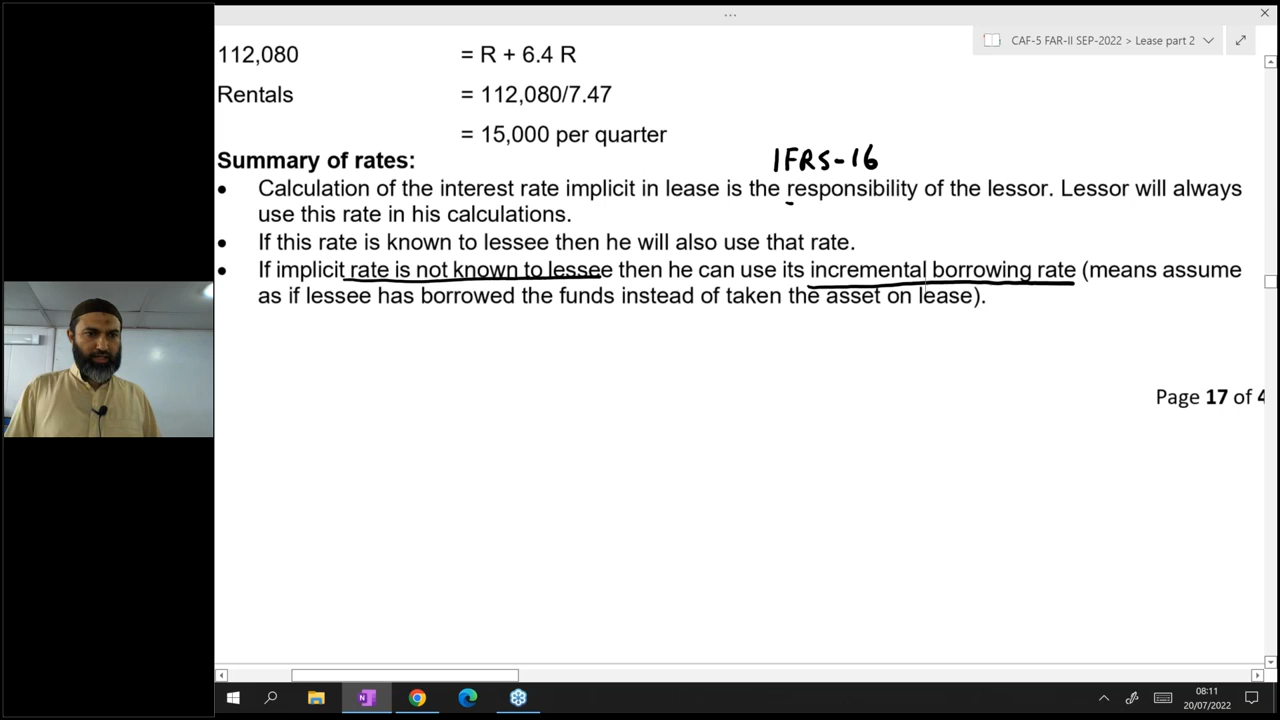 CAF-5 FAR-II SEP-2022 > Lease part 2
112,080 = R + 6.4 R
Rentals = 112,080/7.47
= 15,000 per quarter
IFRS-16
Summary of rates:
• Calculation of the interest rate implicit in lease is the responsibility of the lessor. Lessor will always
use this rate in his calculations.
• If this rate is known to lessee then he will also use that rate.
• If implicit rate is not known to lessee then he can use its incremental borrowing rate (means assume
as if lessee has borrowed the funds instead of taken the asset on lease).
Page 17 of 4
08:11
20/07/2022